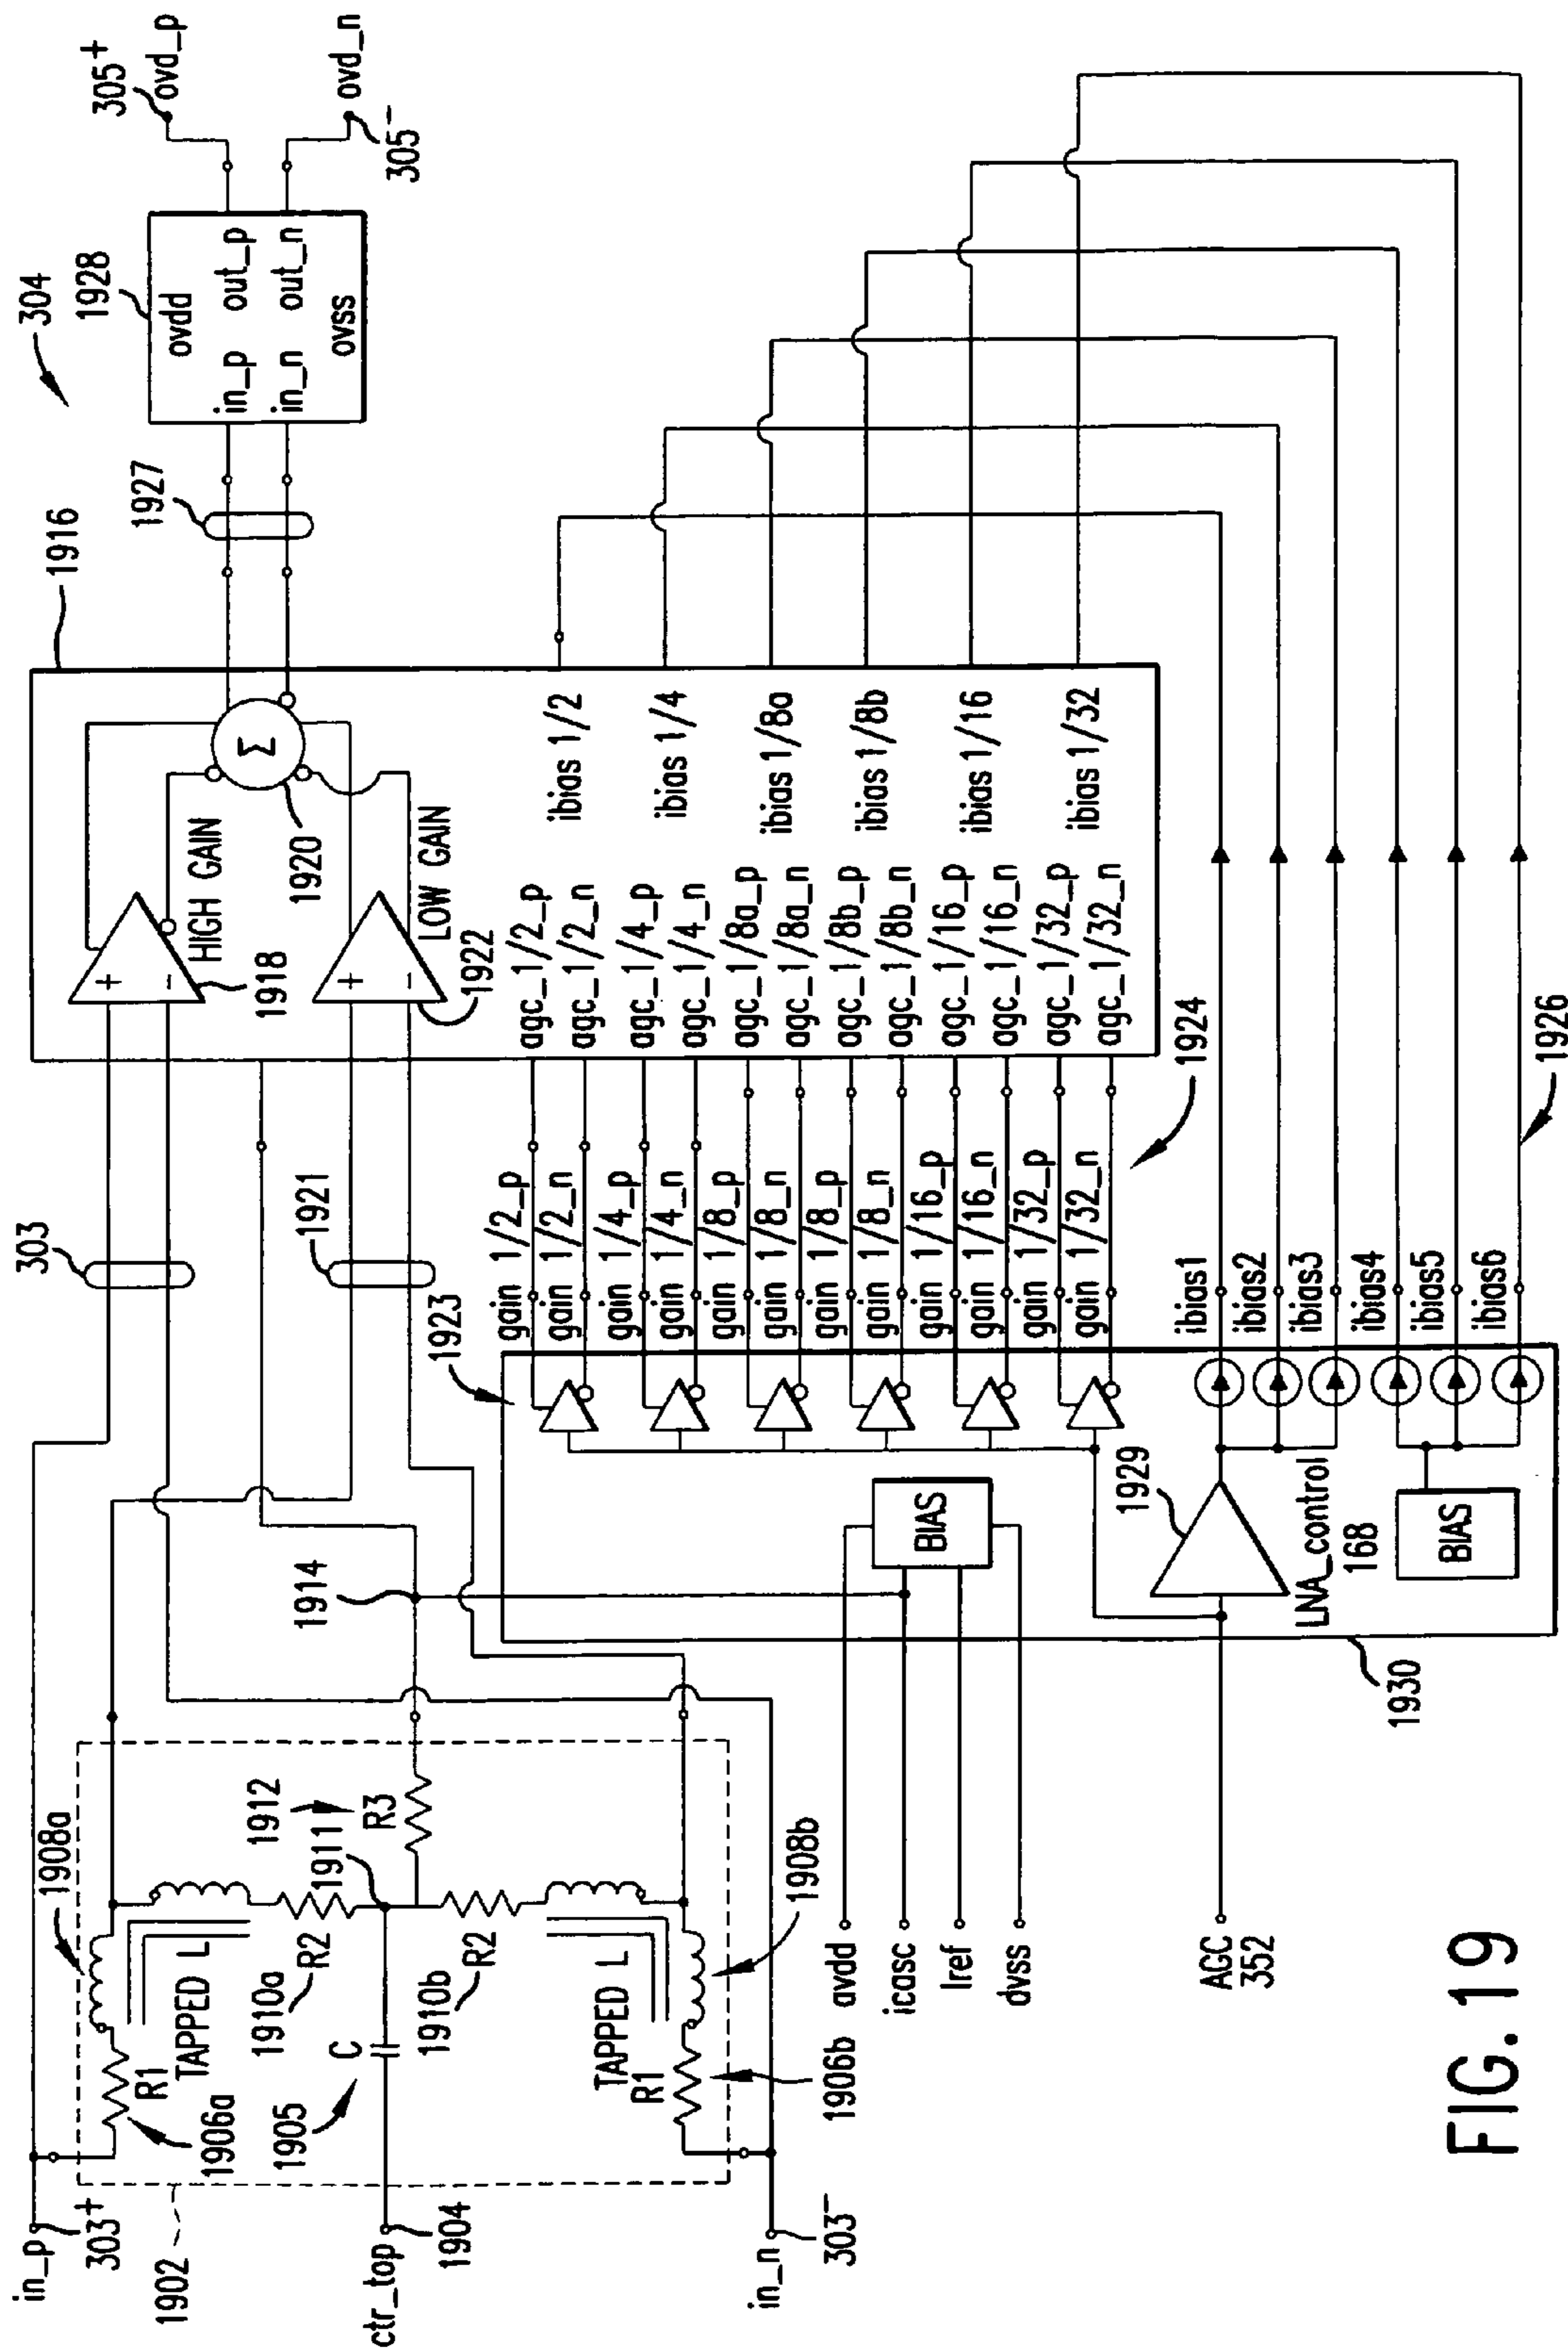 304
305+
ovd_p
305-
ovd_n
1928
ovdd
in_p out_p
in_n out_n
ovss
1927
1916
303
1921
+
-
HIGH GAIN
1918
Σ
1920
+
-
LOW GAIN
1922
agc_1/2_p
agc_1/2_n
agc_1/4_p
agc_1/4_n
agc_1/8a_p
agc_1/8a_n
agc_1/8b_p
agc_1/8b_n
agc_1/16_p
agc_1/16_n
agc_1/32_p
agc_1/32_n
ibias 1/2
ibias 1/4
ibias 1/8a
ibias 1/8b
ibias 1/16
ibias 1/32
1923
gain 1/2_p
gain 1/2_n
gain 1/4_p
gain 1/4_n
gain 1/8_p
gain 1/8_n
gain 1/8_p
gain 1/8_n
gain 1/16_p
gain 1/16_n
gain 1/32_p
gain 1/32_n
1924
ibias1
ibias2
ibias3
ibias4
ibias5
ibias6
1926
1914
BIAS
1929
LNA_control
168
BIAS
1930
in_p
303+
1902
1906a
R1
TAPPED L
1908a
1910a
R2
1912
R3
1911
C
1905
ctr_top
1904
1910b
R2
TAPPED L
R1
1908b
1906b
in_n
303-
avdd
icasc
Iref
dvss
AGC
352
FIG. 19